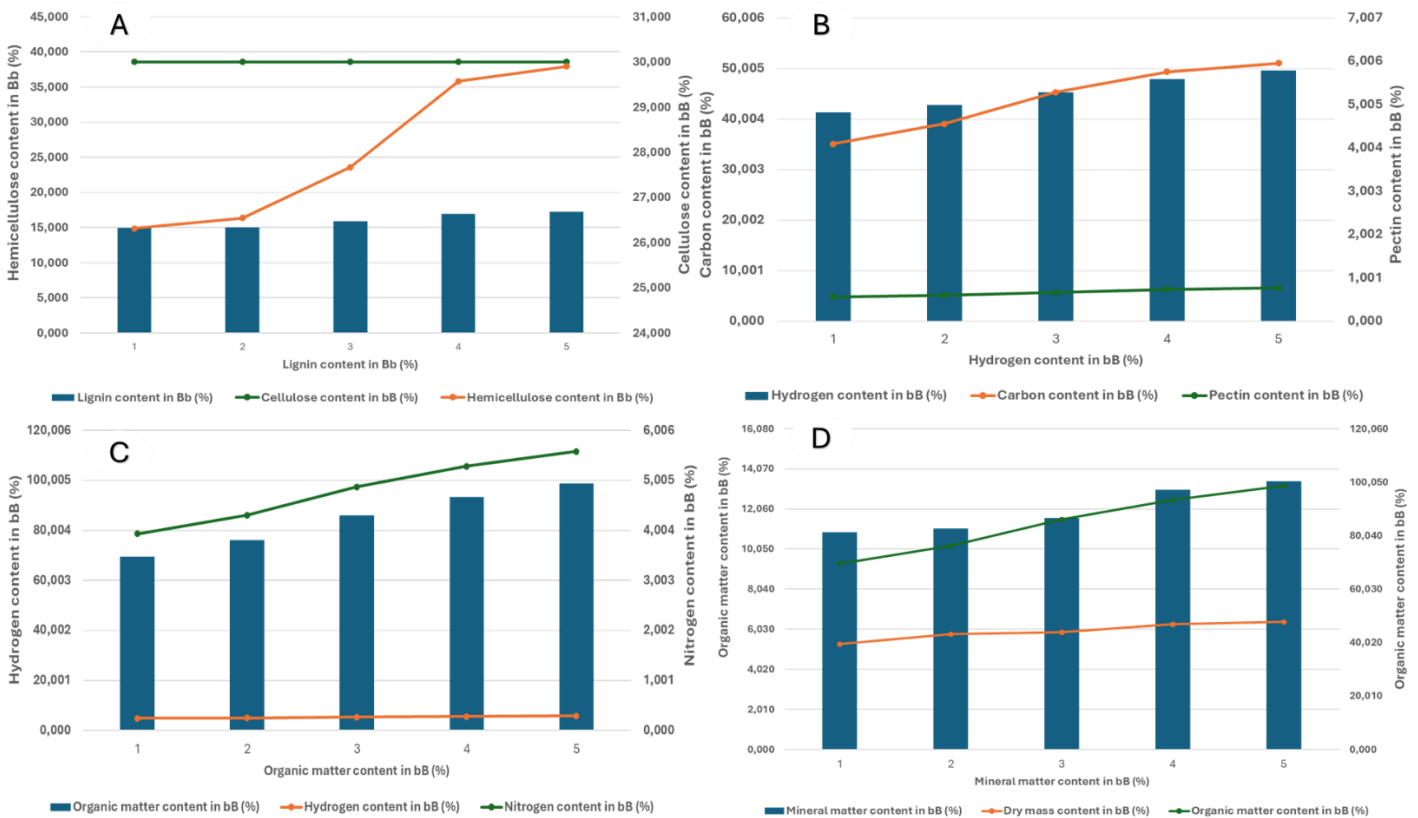 A
Hemicellulose content in Bb (%)
45,000
40,000
35,000
30,000
25,000
20,000
15,000
10,000
5,000
0,000
31,000
30,000
29,000
28,000
27,000
26,000
25,000
24,000
Cellulose content in bB (%)
1 2 3 4 5
Lignin content in Bb (%)
Lignin content in Bb (%) Cellulose content in bB (%) Hemicellulose content in Bb (%)
B
Carbon content in bB (%)
60,006
50,005
40,004
30,003
20,002
10,001
0,000
7,007
6,006
5,005
4,004
3,003
2,002
1,001
0,000
Pectin content in bB (%)
1 2 3 4 5
Hydrogen content in bB (%)
Hydrogen content in bB (%) Carbon content in bB (%) Pectin content in bB (%)
C
Hydrogen content in bB (%)
120,006
100,005
80,004
60,003
40,002
20,001
0,000
6,006
5,005
4,004
3,003
2,002
1,001
0,000
Nitrogen content in bB (%)
1 2 3 4 5
Organic matter content in bB (%)
Organic matter content in bB (%) Hydrogen content in bB (%) Nitrogen content in bB (%)
D
Organic matter content in bB (%)
16,080
14,070
12,060
10,050
8,040
6,030
4,020
2,010
0,000
120,060
100,050
80,040
60,030
40,020
20,010
0,000
Organic matter content in bB (%)
1 2 3 4 5
Mineral matter content in bB (%)
Mineral matter content in bB (%) Dry mass content in bB (%) Organic matter content in bB (%)